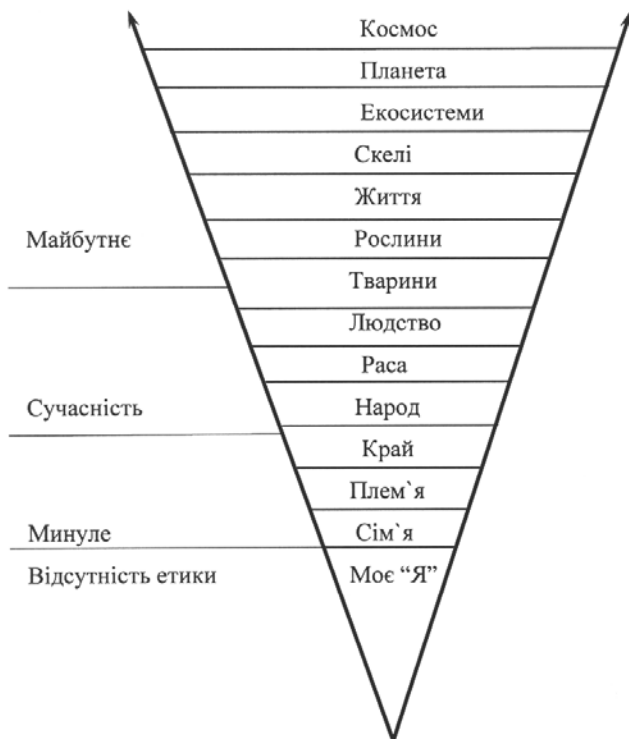 Космос
Планета
Екосистеми
Скелі
Життя
Майбутнє
Рослини
Тварини
Людство
Раса
Сучасність
Народ
Край
Плем`я
Минуле
Сім`я
Відсутність етики
Моє “Я”